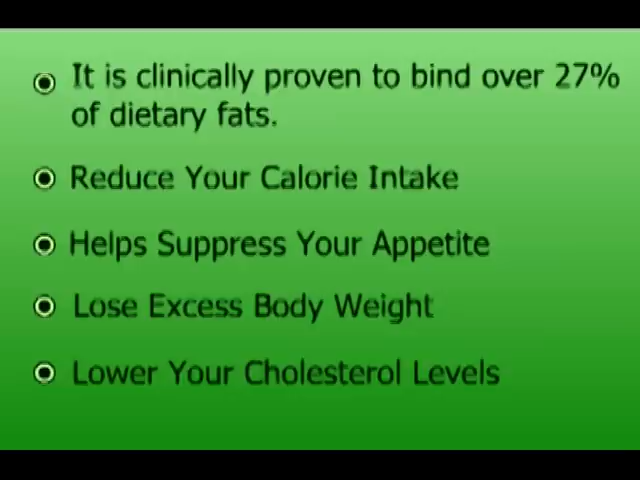 It is clinically proven to bind over 27%
of dietary fats.
Reduce Your Calorie Intake
Helps Suppress Your Appetite
Lose Excess Body Weight
Lower Your Cholesterol Levels